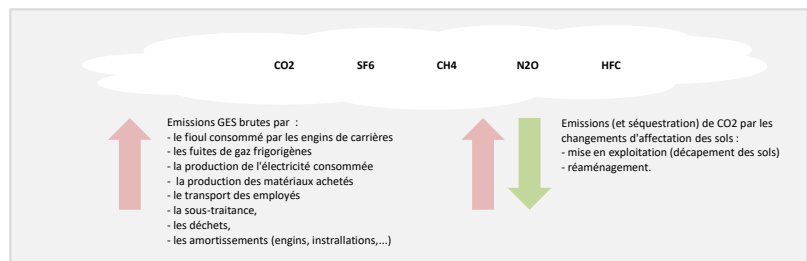 CO2 SF6 CH4 N2O HFC
Emissions GES brutes par :
- le fioul consommé par les engins de carrières
- les fuites de gaz frigorigènes
- la production de l'électricité consommée
- la production des matériaux achetés
- le transport des employés
- la sous-traitance,
- les déchets,
- les amortissements (engins, instrallations,...)
Emissions (et séquestration) de CO2 par les
changements d'affectation des sols :
- mise en exploitation (décapement des sols)
- réaménagement.